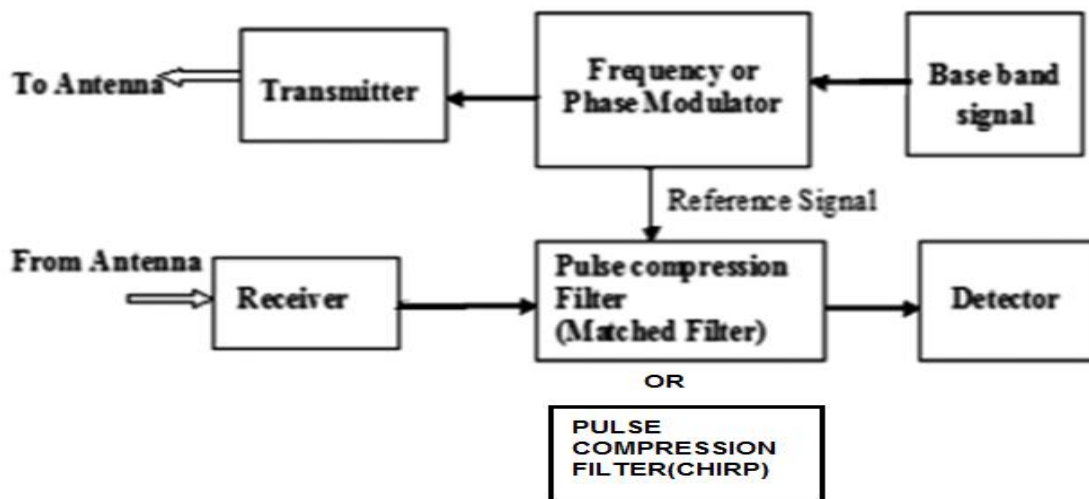 To Antenna
Transmitter
Frequency or
Phase Modulator
Base band
signal
Reference Signal
From Antenna
Receiver
Pulse compression
Filter
(Matched Filter)
Detector
OR
PULSE
COMPRESSION
FILTER(CHIRP)